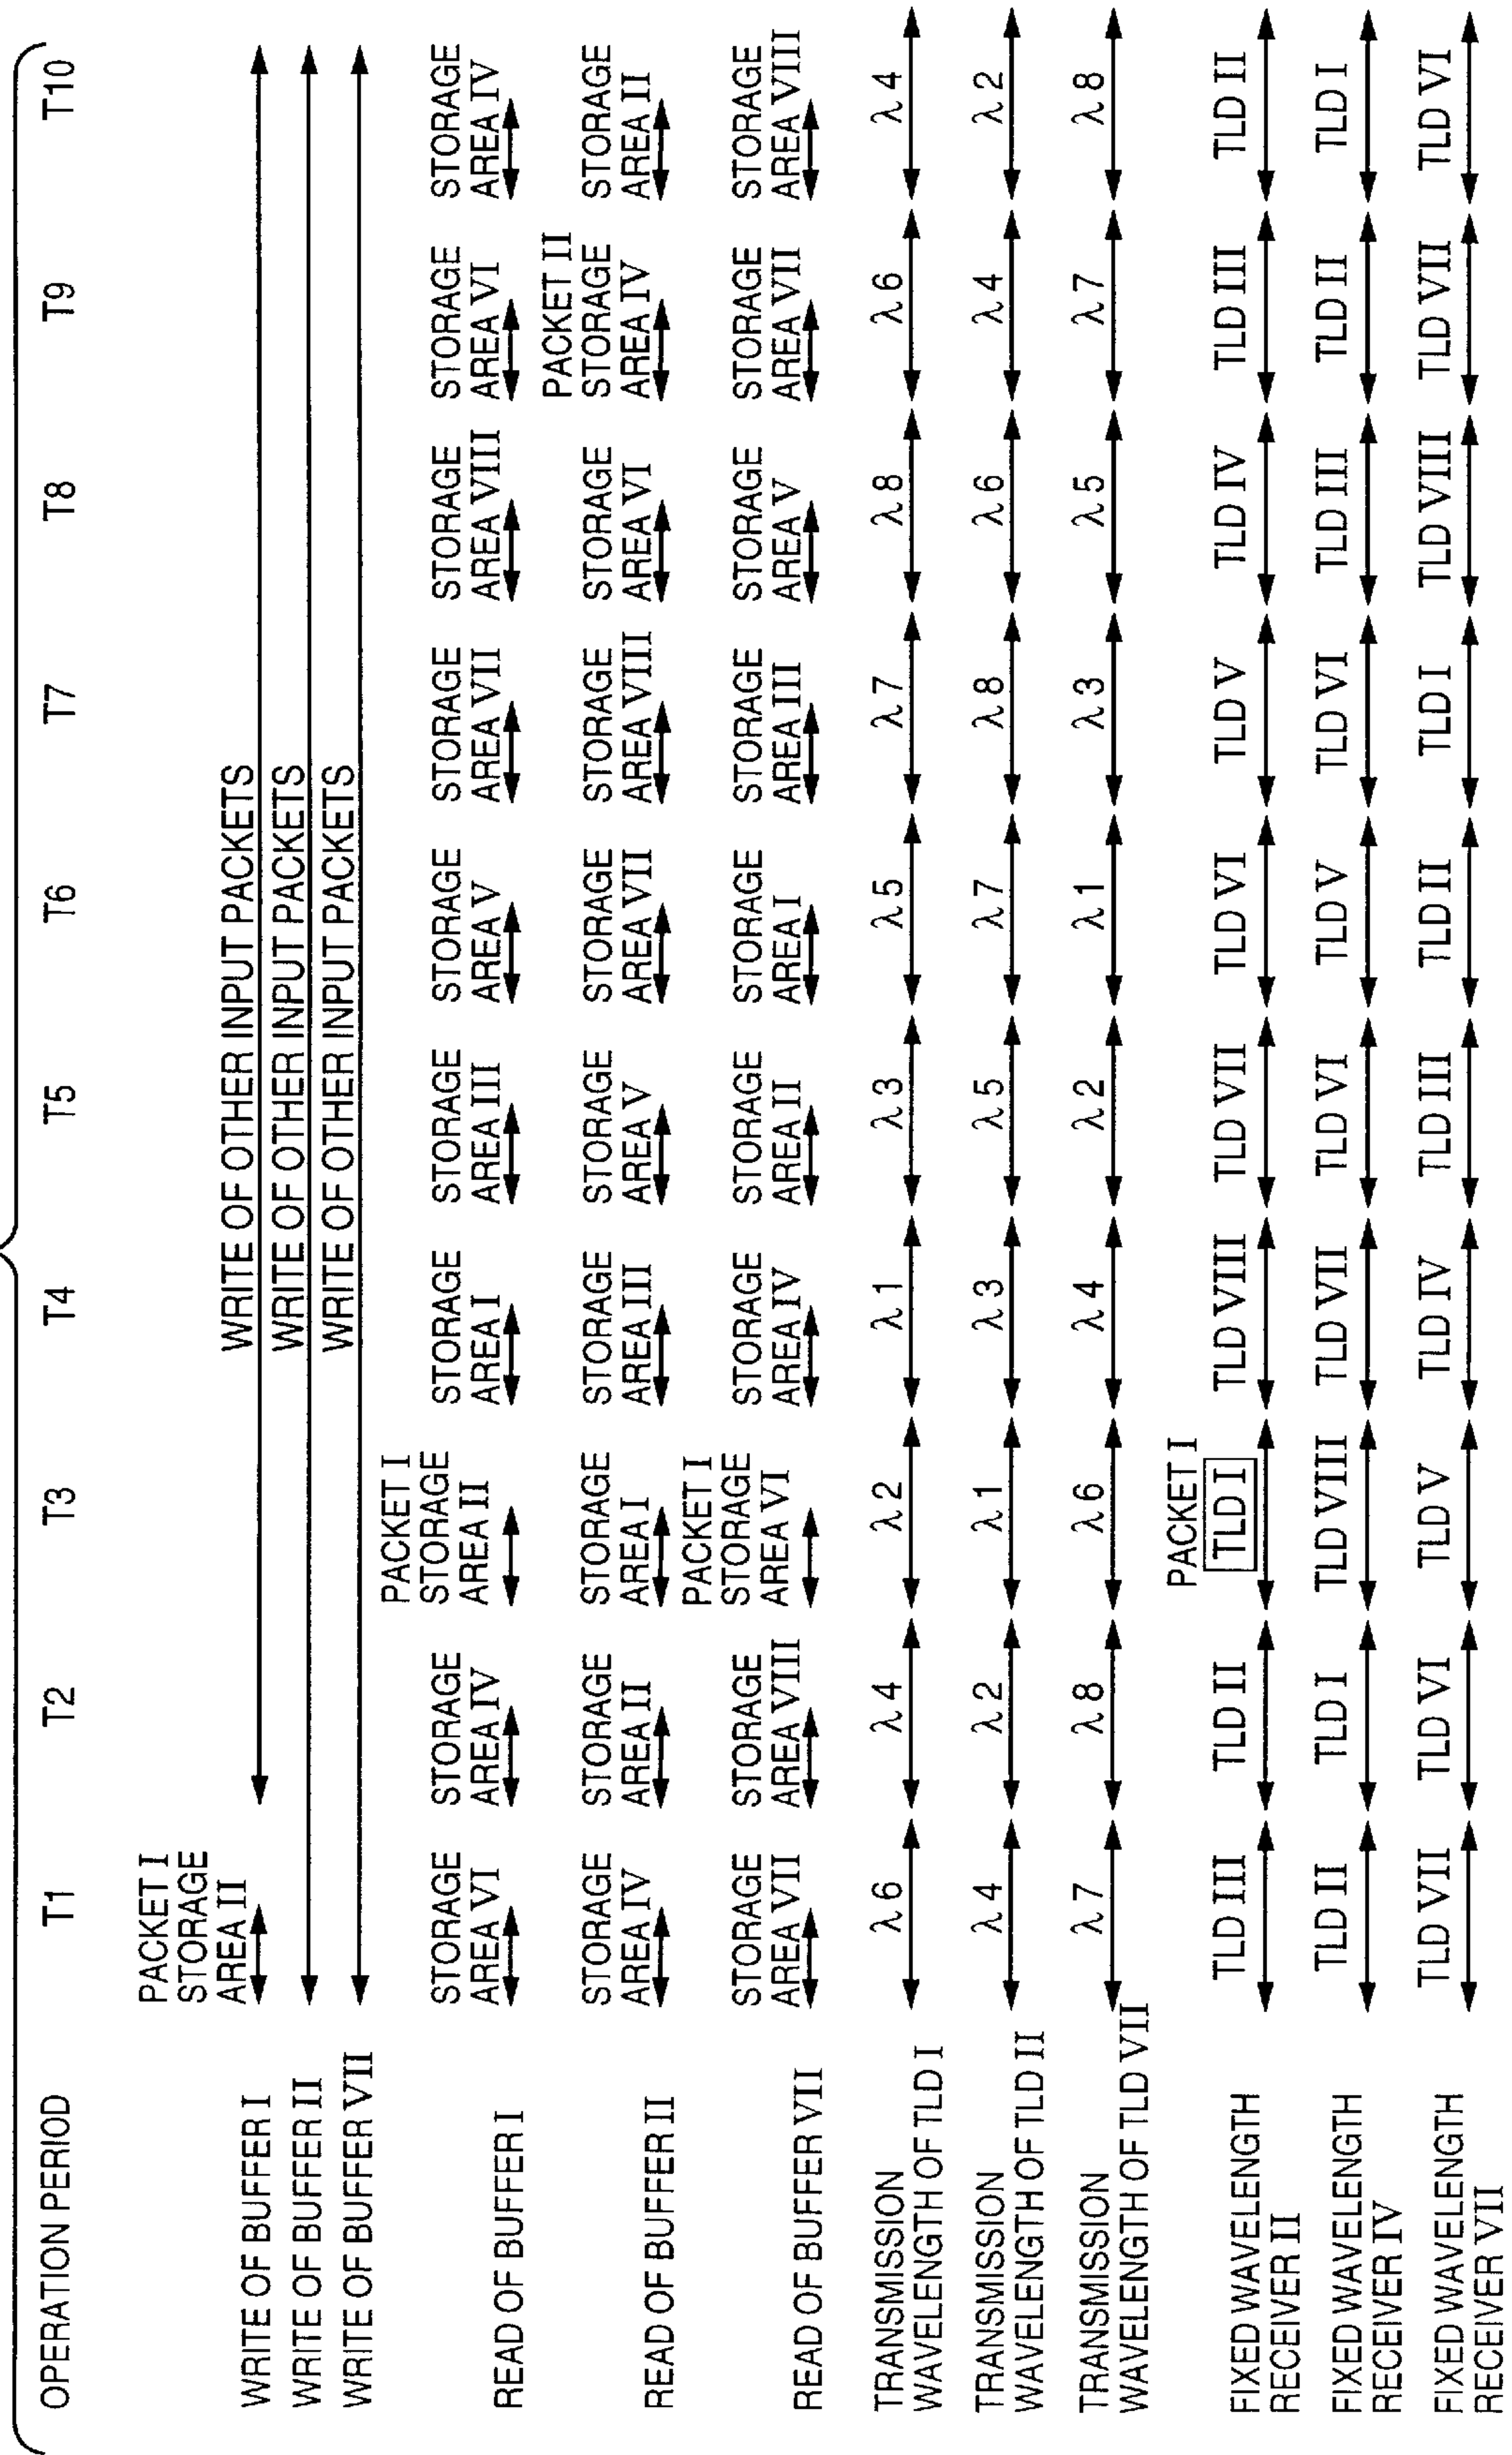 OPERATION PERIOD T1 T2 T3 T4 T5 T6 T7 T8 T9 T10
PACKET I
STORAGE
AREA II
WRITE OF BUFFER I WRITE OF OTHER INPUT PACKETS
WRITE OF BUFFER II WRITE OF OTHER INPUT PACKETS
WRITE OF BUFFER VII WRITE OF OTHER INPUT PACKETS
PACKET I
STORAGE STORAGE STORAGE STORAGE STORAGE STORAGE STORAGE STORAGE STORAGE STORAGE
READ OF BUFFER I AREA VI AREA IV AREA II AREA I AREA III AREA V AREA VII AREA VIII AREA VI AREA IV
PACKET II
STORAGE STORAGE STORAGE STORAGE STORAGE STORAGE STORAGE STORAGE STORAGE STORAGE
READ OF BUFFER II AREA IV AREA II AREA I AREA III AREA V AREA VII AREA VIII AREA VI AREA IV AREA II
PACKET I
STORAGE STORAGE STORAGE STORAGE STORAGE STORAGE STORAGE STORAGE STORAGE STORAGE
READ OF BUFFER VII AREA VII AREA VIII AREA VI AREA IV AREA II AREA I AREA III AREA V AREA VII AREA VIII
TRANSMISSION λ6 λ4 λ2 λ1 λ3 λ5 λ7 λ8 λ6 λ4
WAVELENGTH OF TLD I
TRANSMISSION λ4 λ2 λ1 λ3 λ5 λ7 λ8 λ6 λ4 λ2
WAVELENGTH OF TLD II
TRANSMISSION λ7 λ8 λ6 λ4 λ2 λ1 λ3 λ5 λ7 λ8
WAVELENGTH OF TLD VII
PACKET I
FIXED WAVELENGTH TLD III TLD II TLD I TLD VIII TLD VII TLD VI TLD V TLD IV TLD III TLD II
RECEIVER II
FIXED WAVELENGTH TLD II TLD I TLD VIII TLD VII TLD VI TLD V TLD VI TLD III TLD II TLD I
RECEIVER IV
FIXED WAVELENGTH TLD VII TLD VI TLD V TLD IV TLD III TLD II TLD I TLD VIII TLD VII TLD VI
RECEIVER VII